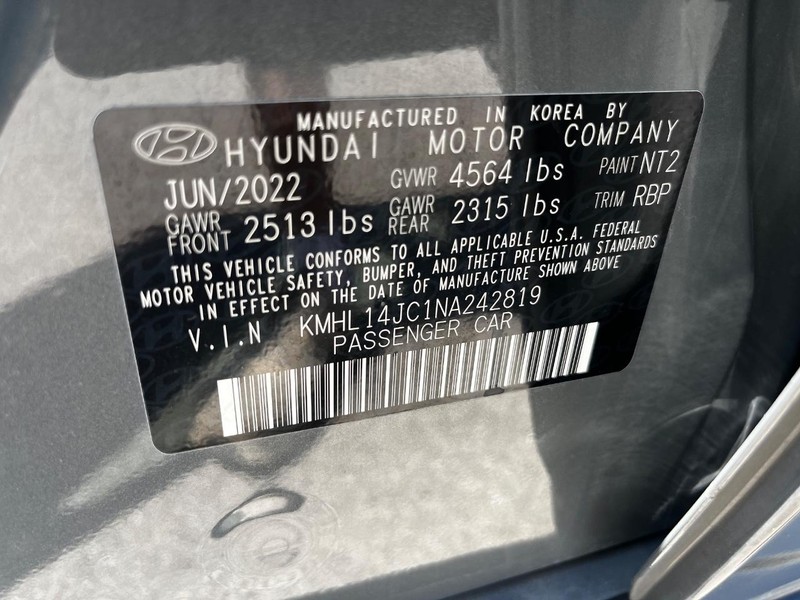 MANUFACTURED IN KOREA BY
HYUNDAI MOTOR COMPANY
JUN/2022 GVWR 4564 lbs PAINT NT2
GAWR FRONT 2513 lbs GAWR REAR 2315 lbs TRIM RBP
THIS VEHICLE CONFORMS TO ALL APPLICABLE U.S.A. FEDERAL
MOTOR VEHICLE SAFETY, BUMPER, AND THEFT PREVENTION STANDARDS
IN EFFECT ON THE DATE OF MANUFACTURE SHOWN ABOVE
V.I.N KMHL14JC1NA242819
PASSENGER CAR